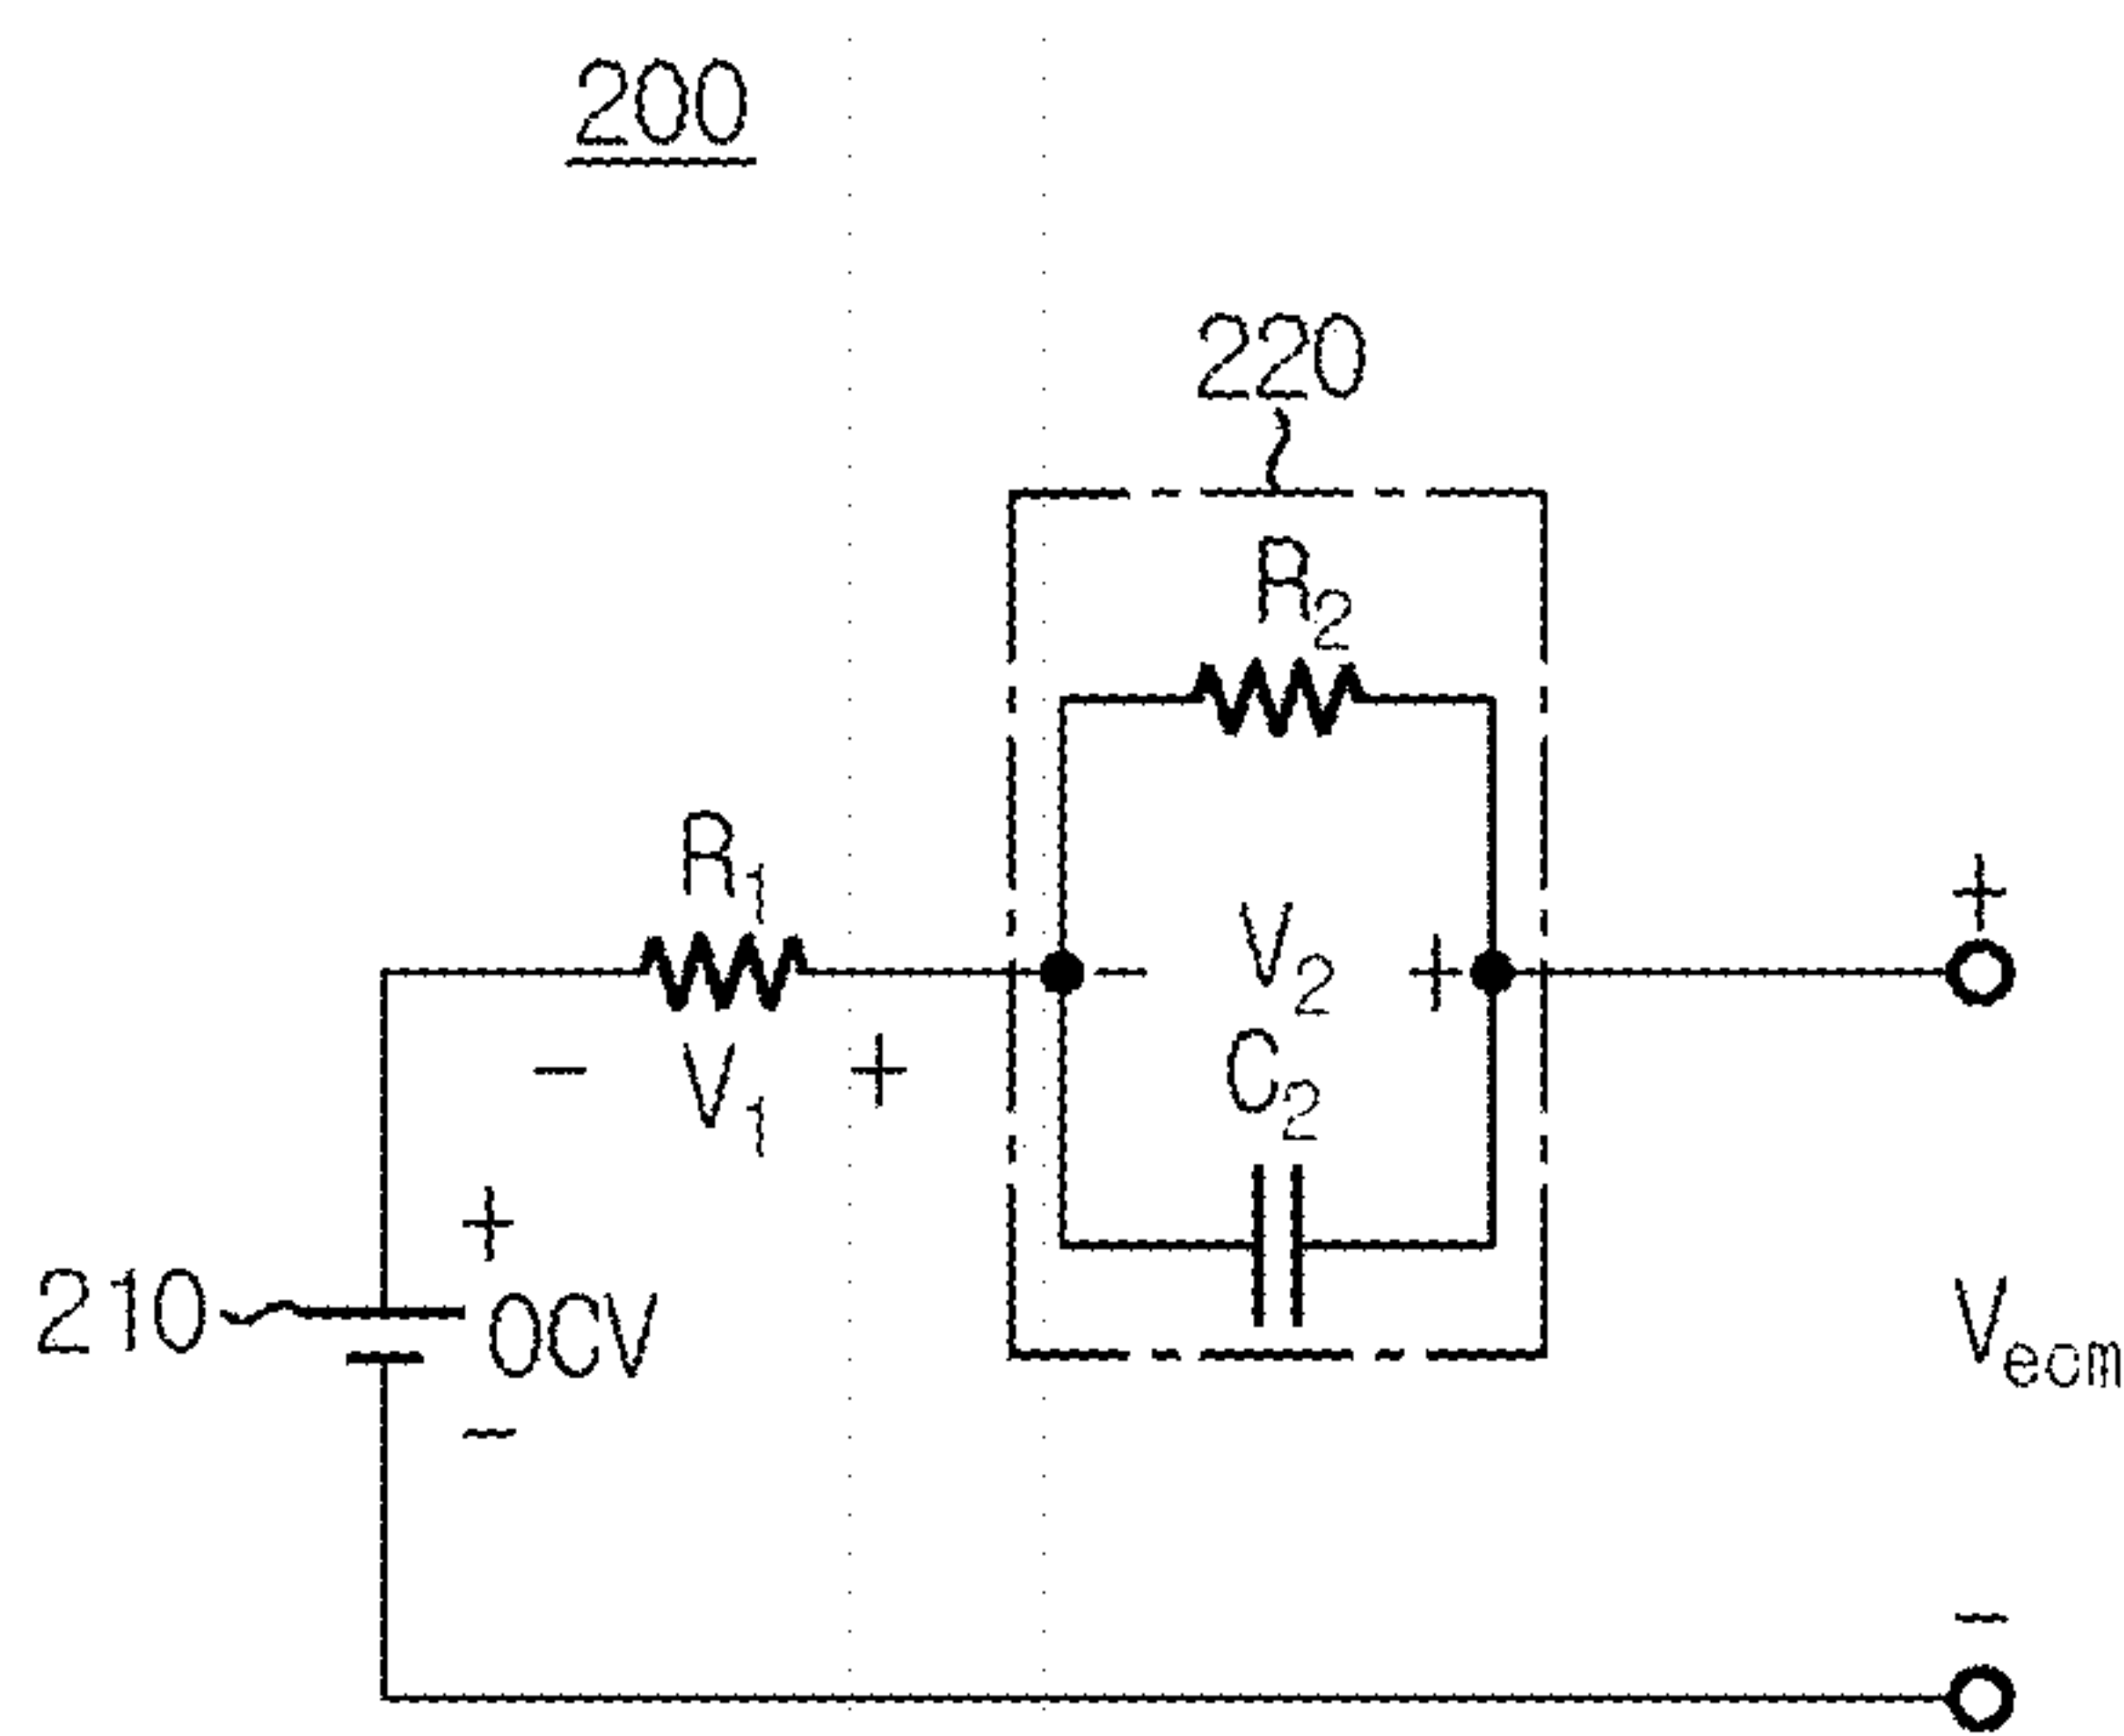 200
220
R2
R1
+
- V2 +
- V1 +
C2
+
210
OCV
Vecm
-
-